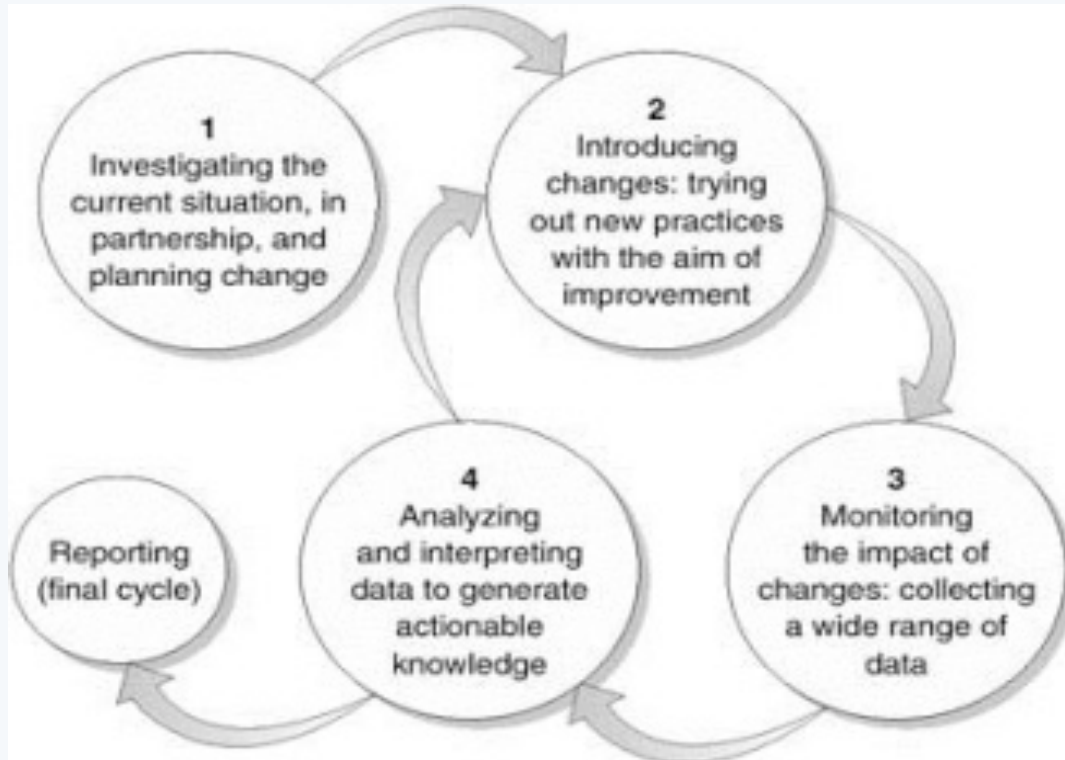 1
Investigating the
current situation, in
partnership, and
planning change
2
Introducing
changes: trying
out new practices
with the aim of
improvement
3
Monitoring
the impact of
changes: collecting
a wide range of
data
4
Analyzing
and interpreting
data to generate
actionable
knowledge
Reporting
(final cycle)